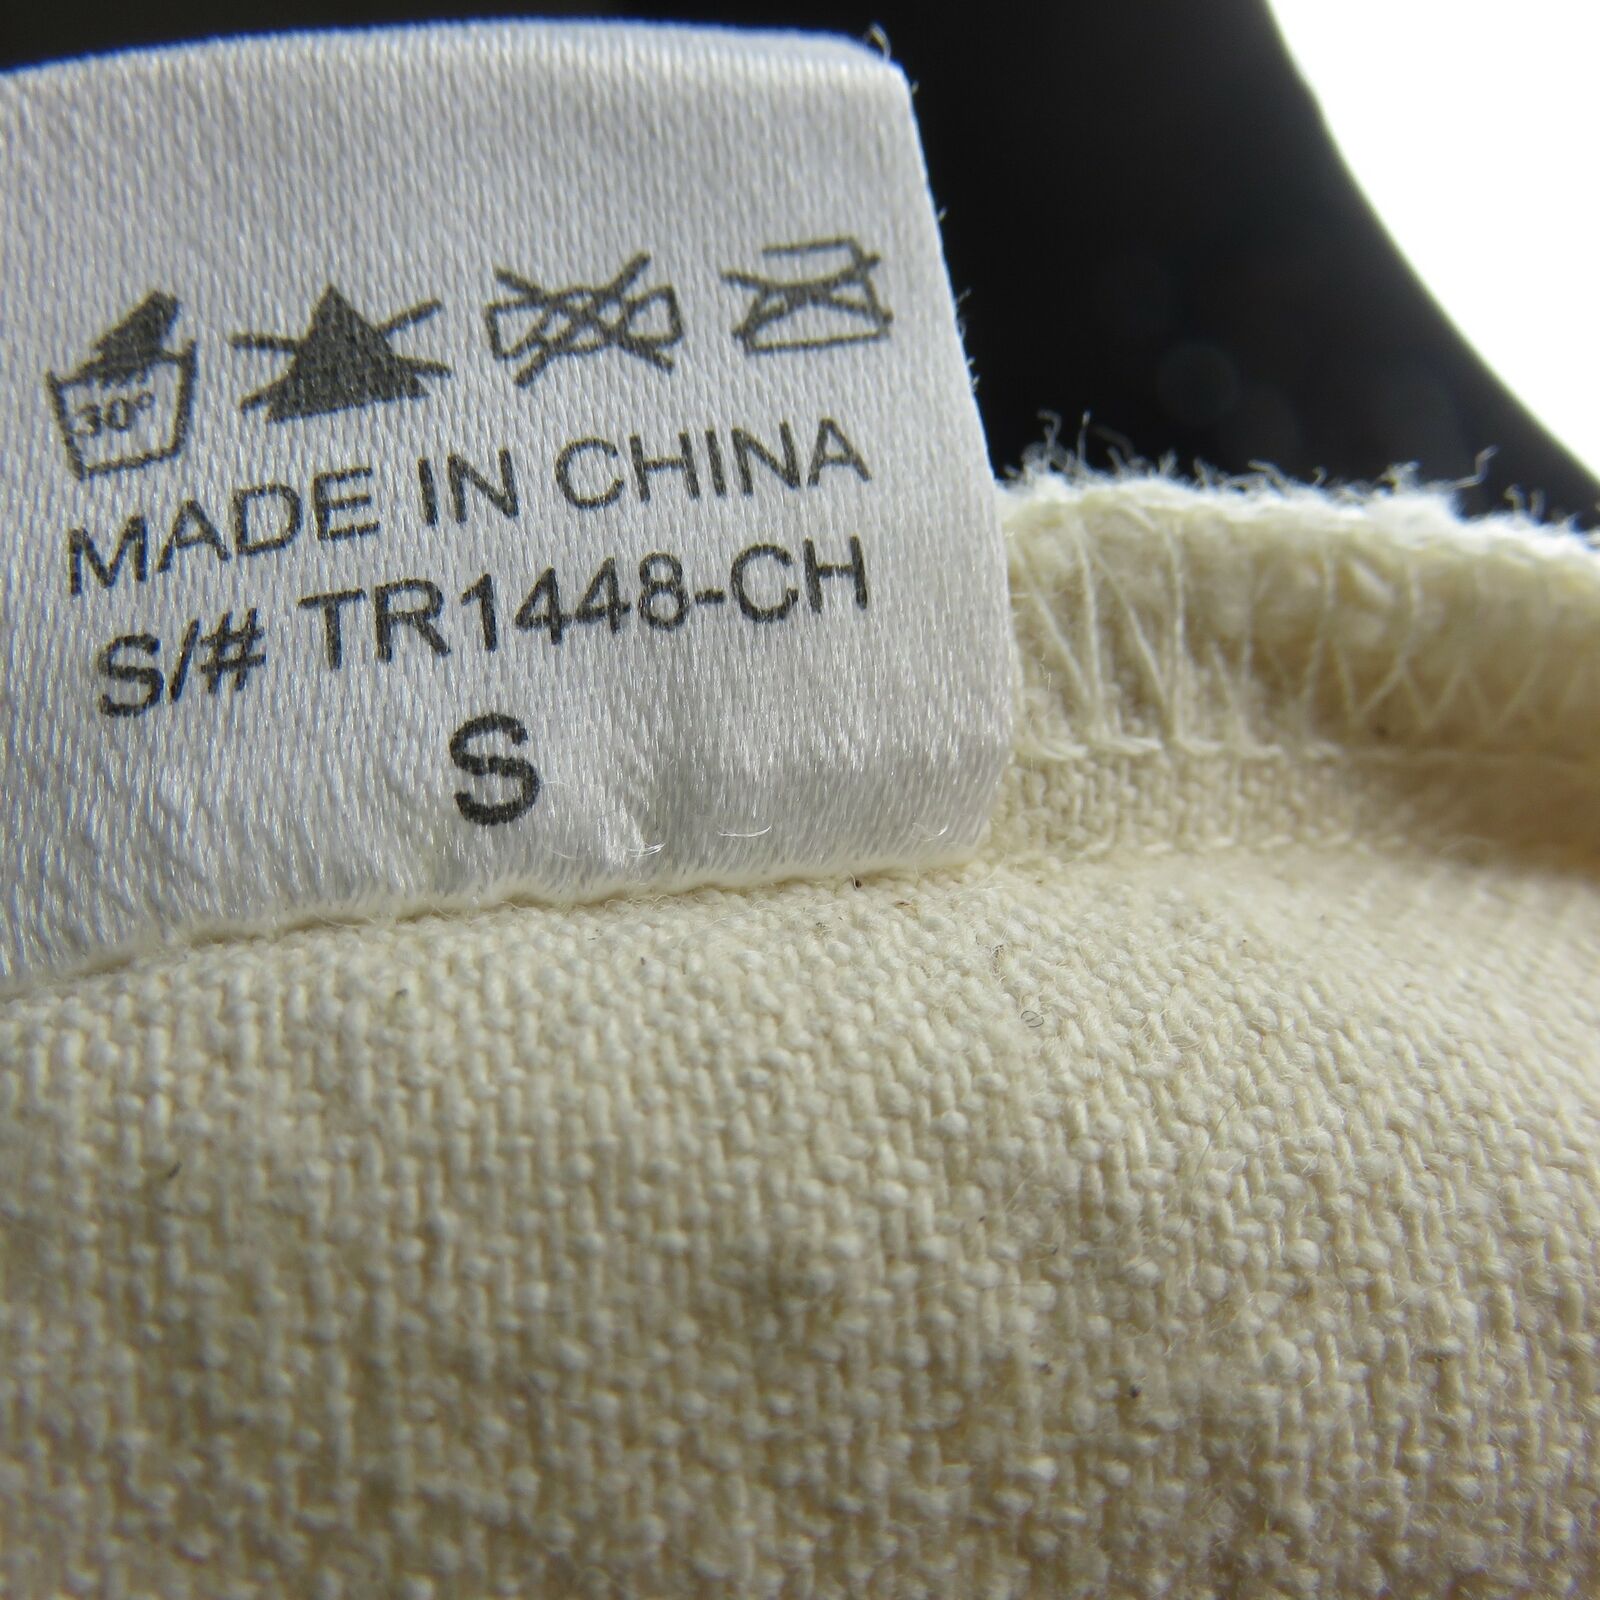 30°
MADE IN CHINA
S/# TR1448-CH
S